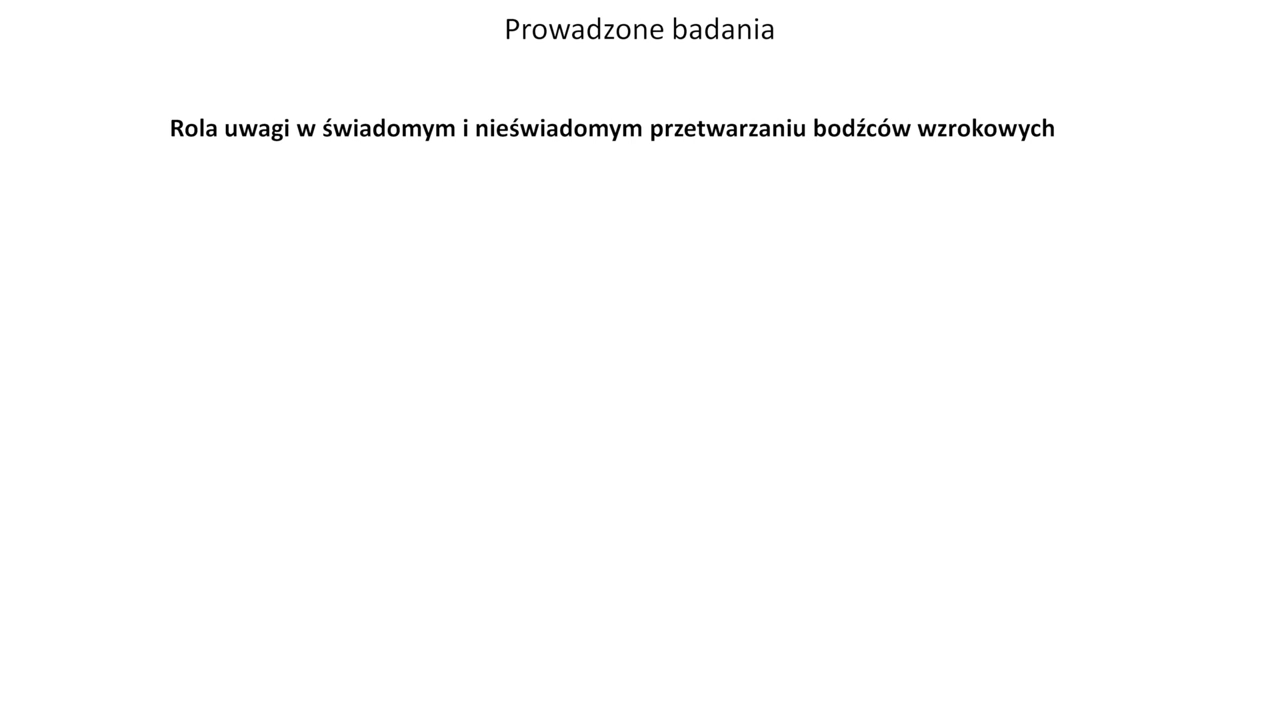 Prowadzone badania
Rola uwagi w świadomym i nieświadomym przetwarzaniu bodźców wzrokowych